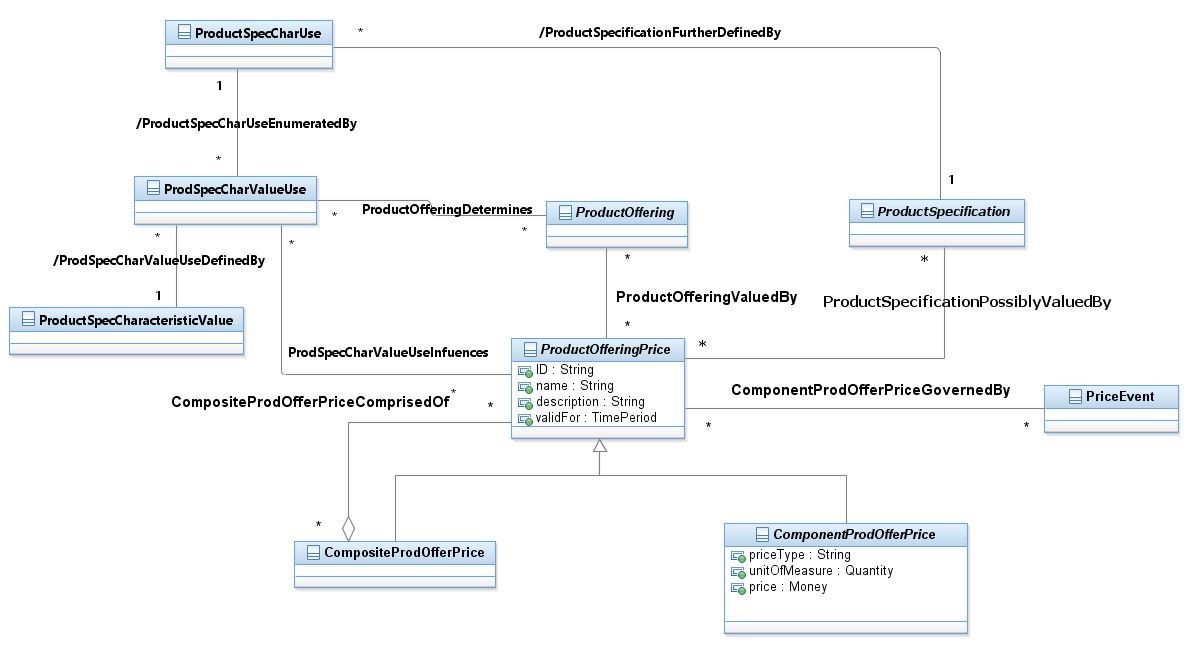 ProductSpecCharUse
*
/ProductSpecificationFurtherDefinedBy
1
/ProductSpecCharUseEnumeratedBy
*
1
ProdSpecCharValueUse
*
ProductOfferingDetermines
*
ProductOffering
ProductSpecification
*
*
/ProdSpecCharValueUseDefinedBy
1
*
*
ProductOfferingValuedBy
ProductSpecificationPossiblyValuedBy
*
*
ProductSpecCharacteristicValue
ProdSpecCharValueUseInfuences
*
ProductOfferingPrice
ID : String
name : String
description : String
validFor : TimePeriod
CompositeProdOfferPriceComprisedOf
*
ComponentProdOfferPriceGovernedBy
*
*
PriceEvent
*
CompositeProdOfferPrice
ComponentProdOfferPrice
priceType : String
unitOfMeasure : Quantity
price : Money